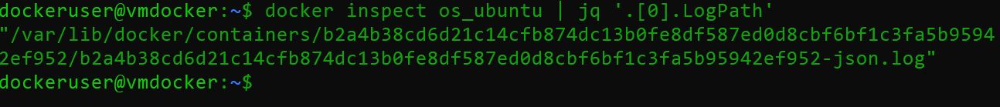 dockeruser@vmdocker:~$ docker inspect os_ubuntu | jq '.[0].LogPath'
"/var/lib/docker/containers/b2a4b38cd6d21c14cfb874dc13b0fe8df587ed0d8cbf6bf1c3fa5b9594
2ef952/b2a4b38cd6d21c14cfb874dc13b0fe8df587ed0d8cbf6bf1c3fa5b95942ef952-json.log"
dockeruser@vmdocker:~$